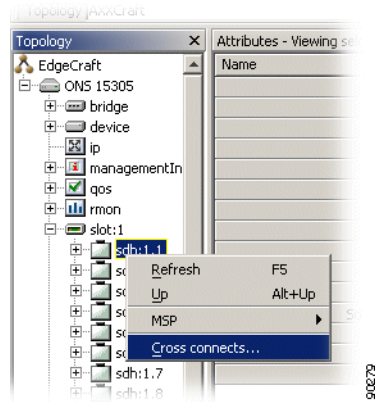 Topology AXXCraft
Topology X Attributes - Viewing se
EdgeCraft Name
ONS 15305
bridge
device
ip
managementIn
qos
rmon
slot:1
sdh:1.1
Refresh F5
Up Alt+Up
MSP
Cross connects...
sdh:1.7
sdh:1.8
90279